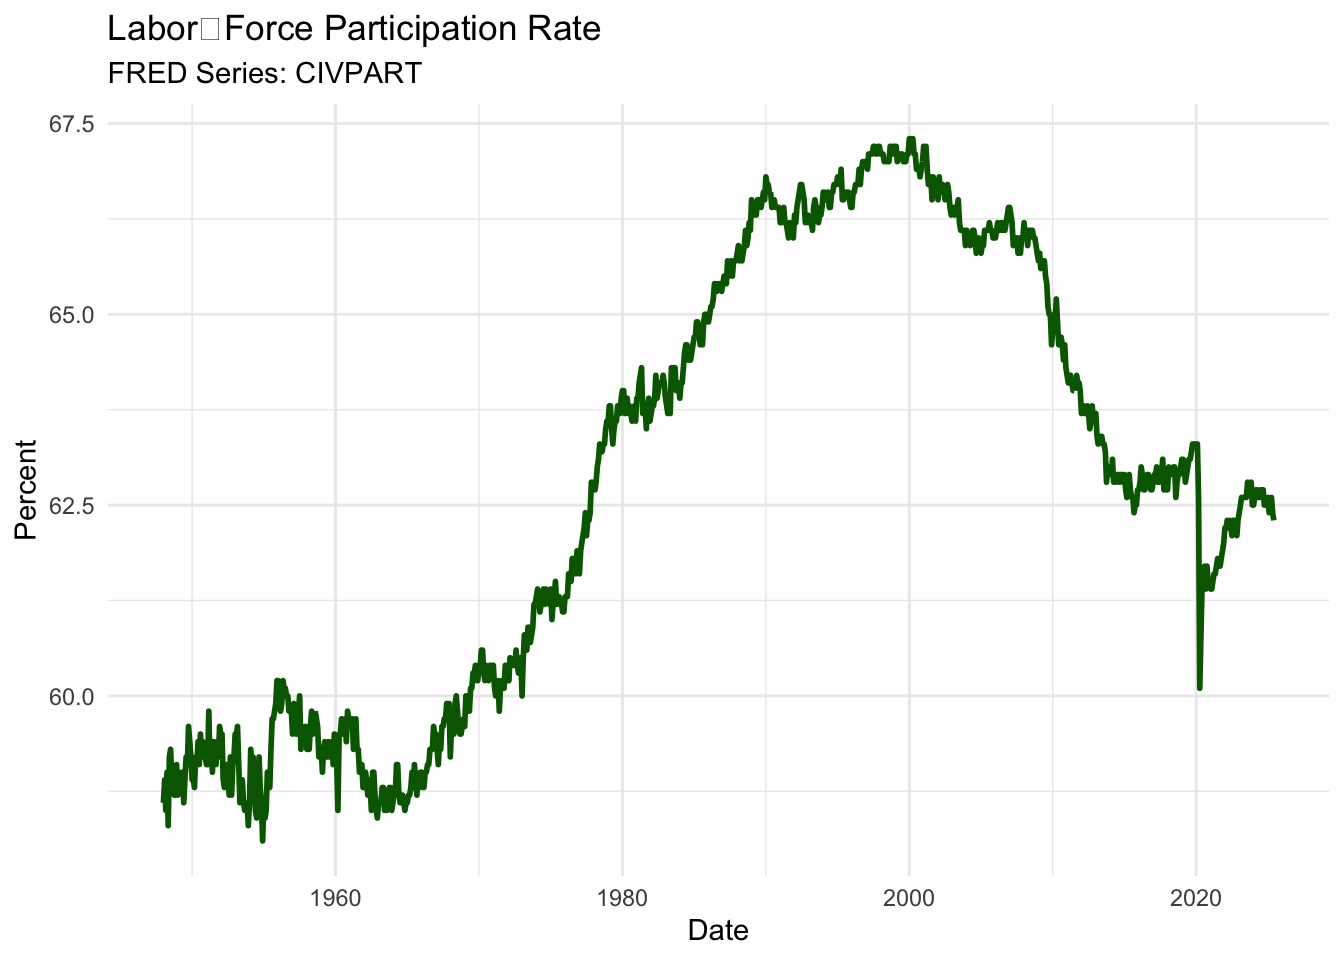 Labor□Force Participation Rate
FRED Series: CIVPART
67.5
65.0
62.5
60.0
Percent
1960 1980 2000 2020
Date